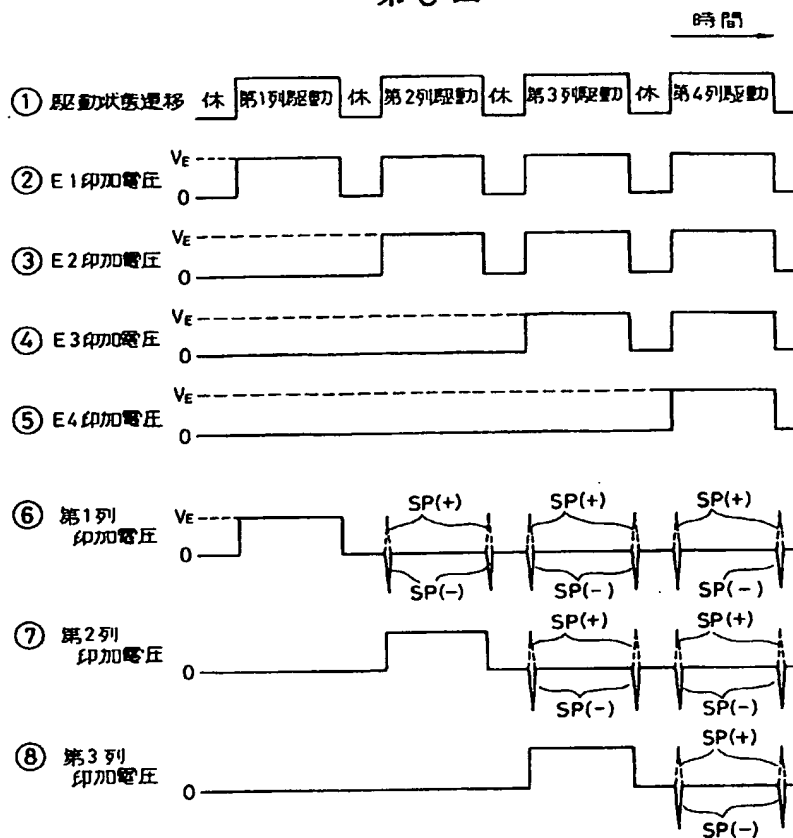 時間
① 駆動状態遷移 休 第1列駆動 休 第2列駆動 休 第3列駆動 休 第4列駆動
② E1印加電圧 VE 0
③ E2印加電圧 VE 0
④ E3印加電圧 VE 0
⑤ E4印加電圧 VE 0
⑥ 第1列 VE SP(+) SP(+) SP(+)
印加電圧 0 SP(-) SP(-) SP(-)
⑦ 第2列 SP(+) SP(+)
印加電圧 0 SP(-) SP(-)
⑧ 第3列 SP(+)
印加電圧 0 SP(-)